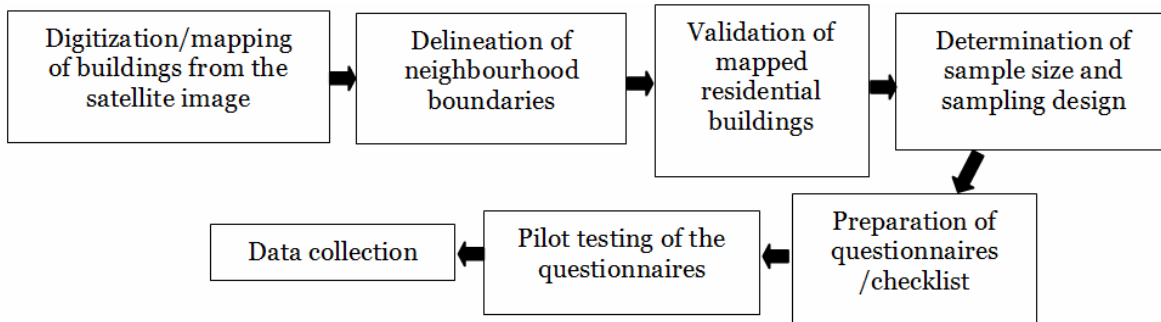 Digitization/mapping
of buildings from the
satellite image
Delineation of
neighbourhood
boundaries
Validation of
mapped
residential
buildings
Determination of
sample size and
sampling design
Preparation of
questionnaires
/checklist
Pilot testing of the
questionnaires
Data collection